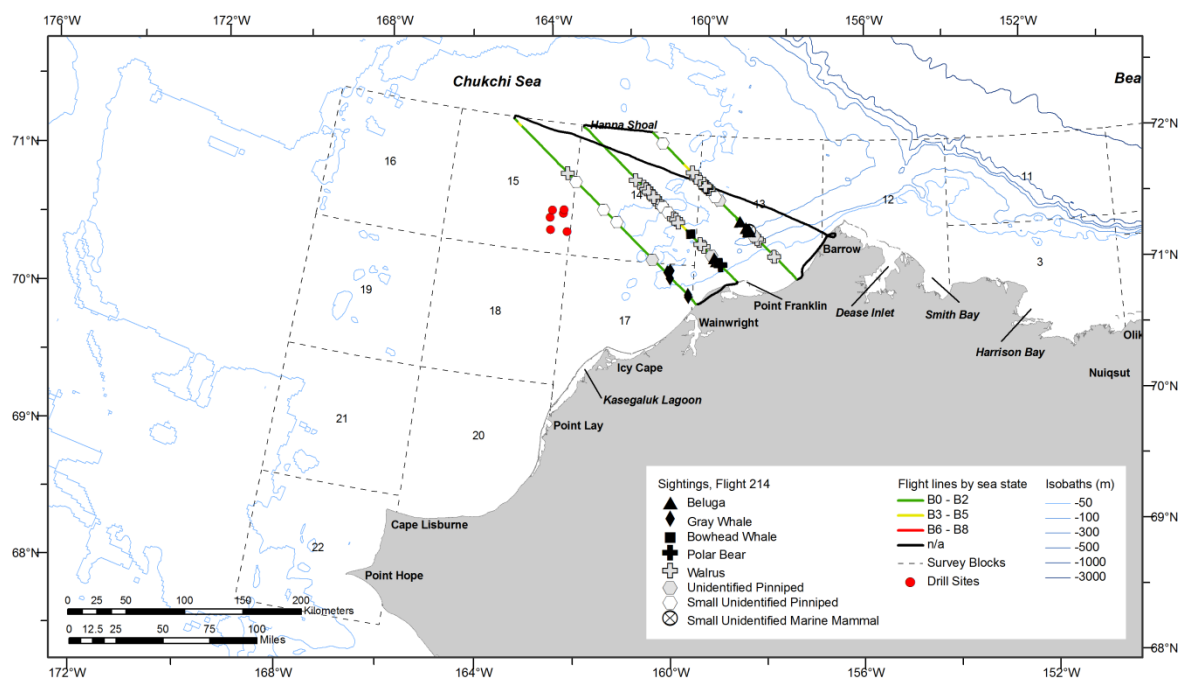 176°W
172°W
168°W
164°W
160°W
156°W
152°W
Chukchi Sea
Bea
72°N
71°N
Hanna Shoal
16
15
14
13
12
11
Barrow
3
71°N
70°N
19
18
17
Point Franklin
Dease Inlet
Smith Bay
Harrison Bay
Olik
Wainwright
Icy Cape
Nuiqsut
Kasegaluk Lagoon
70°N
69°N
21
20
Point Lay
Cape Lisburne
69°N
68°N
22
Point Hope
68°N
Sightings, Flight 214
Beluga
Gray Whale
Bowhead Whale
Polar Bear
Walrus
Unidentified Pinniped
Small Unidentified Pinniped
Small Unidentified Marine Mammal
Flight lines by sea state
B0 - B2
B3 - B5
B6 - B8
n/a
Survey Blocks
Drill Sites
Isobaths (m)
-50
-100
-300
-500
-1000
-3000
0 25 50 100 150 200
Kilometers
0 12.5 25 50 75 100
Miles
172°W
168°W
164°W
160°W
156°W
152°W